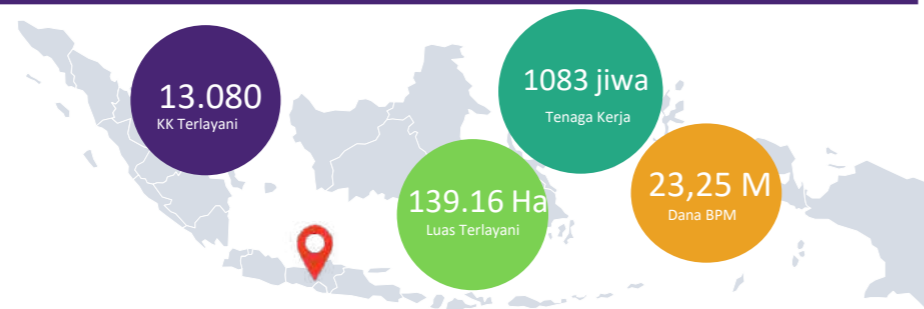 13.080
KK Terlayani
1083 jiwa
Tenaga Kerja
139.16 Ha
Luas Terlayani
23,25 M
Dana BPM